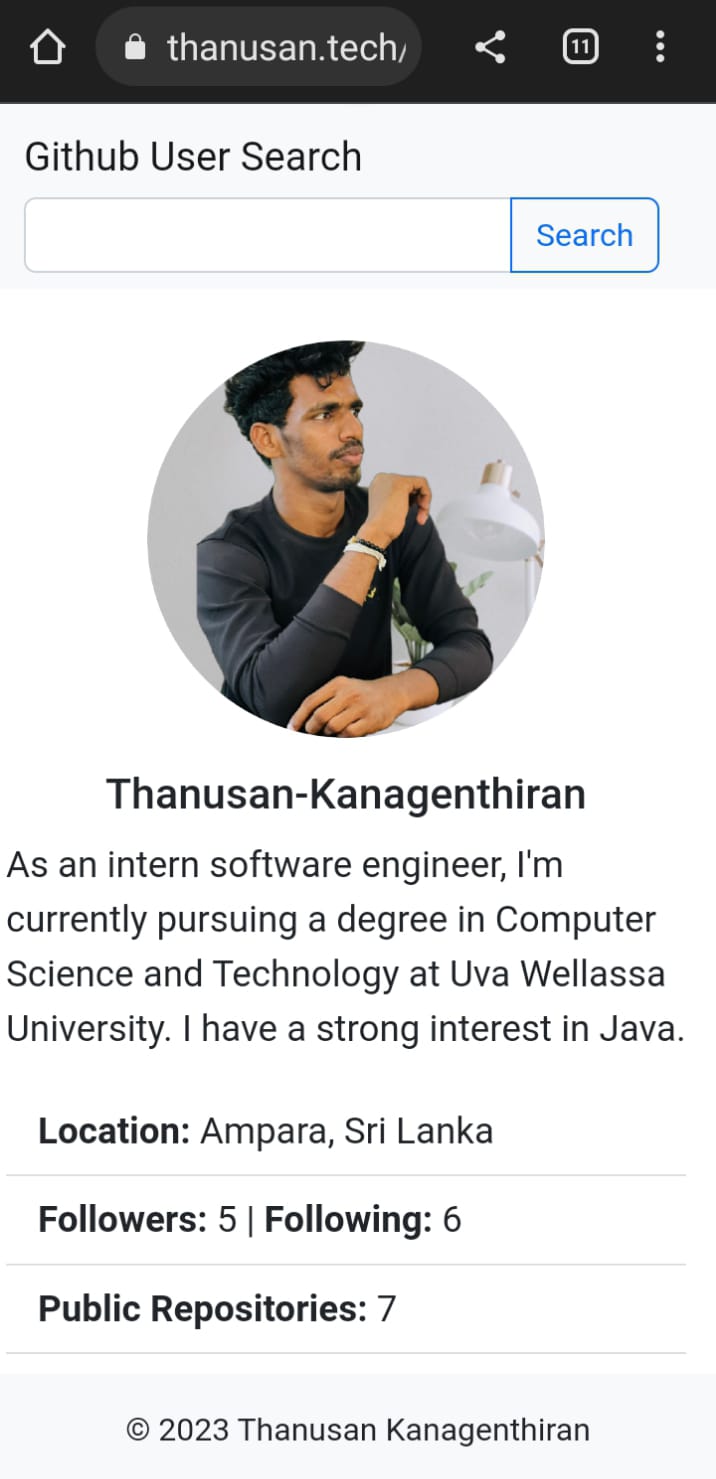 thanusan.tech/
11
Github User Search
Search
Thanusan-Kanagenthiran
As an intern software engineer, I'm
currently pursuing a degree in Computer
Science and Technology at Uva Wellassa
University. I have a strong interest in Java.
Location: Ampara, Sri Lanka
Followers: 5 | Following: 6
Public Repositories: 7
© 2023 Thanusan Kanagenthiran